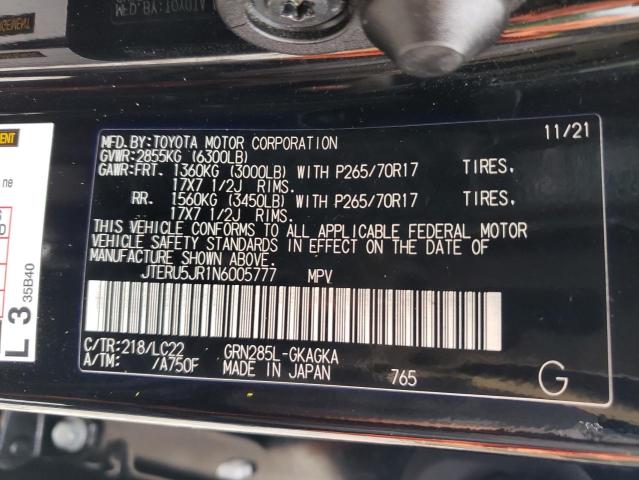 MFD.BY:TOYOTA MOTOR CORPORATION 11/21
GVWR:2855KG (6300LB)
GAWR:FRT. 1360KG (3000LB) WITH P265/70R17 TIRES,
17X7 1/2J RIMS.
RR. 1560KG (3450LB) WITH P265/70R17 TIRES,
17X7 1/2J RIMS.
THIS VEHICLE CONFORMS TO ALL APPLICABLE FEDERAL MOTOR
VEHICLE SAFETY STANDARDS IN EFFECT ON THE DATE OF
MANUFACTURE SHOWN ABOVE.
JTERU5JR1N6005777 MPV
C/TR:218/LC22 GRN285L-GKAGKA
A/TM: /A750F MADE IN JAPAN 765 G
L 3 35B40